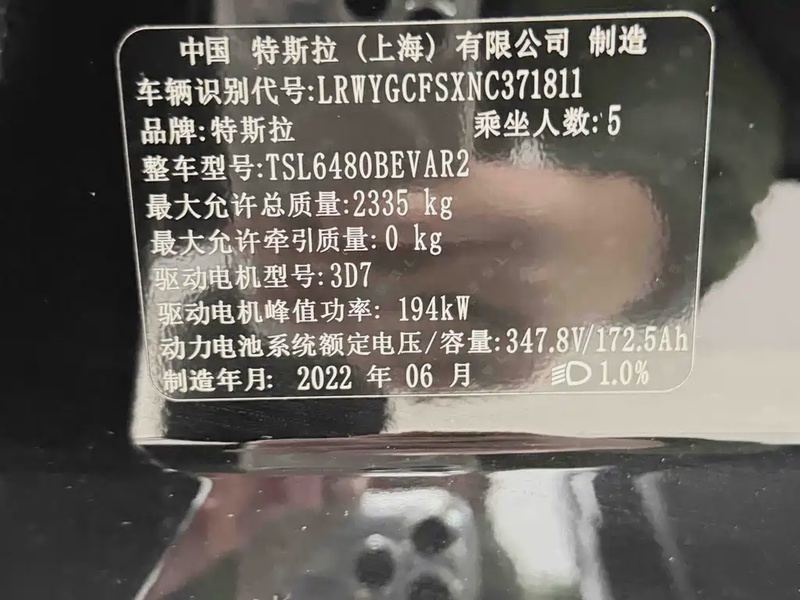 中国 特斯拉 (上海) 有限公司 制造
车辆识别代号:LRWYGCFSXNC371811
品牌:特斯拉 乘坐人数:5
整车型号:TSL6480BEVAR2
最大允许总质量:2335 kg
最大允许牵引质量:0 kg
驱动电机型号:3D7
驱动电机峰值功率: 194kW
动力电池系统额定电压/容量:347.8V/172.5Ah
制造年月: 2022 年 06 月 1.0%